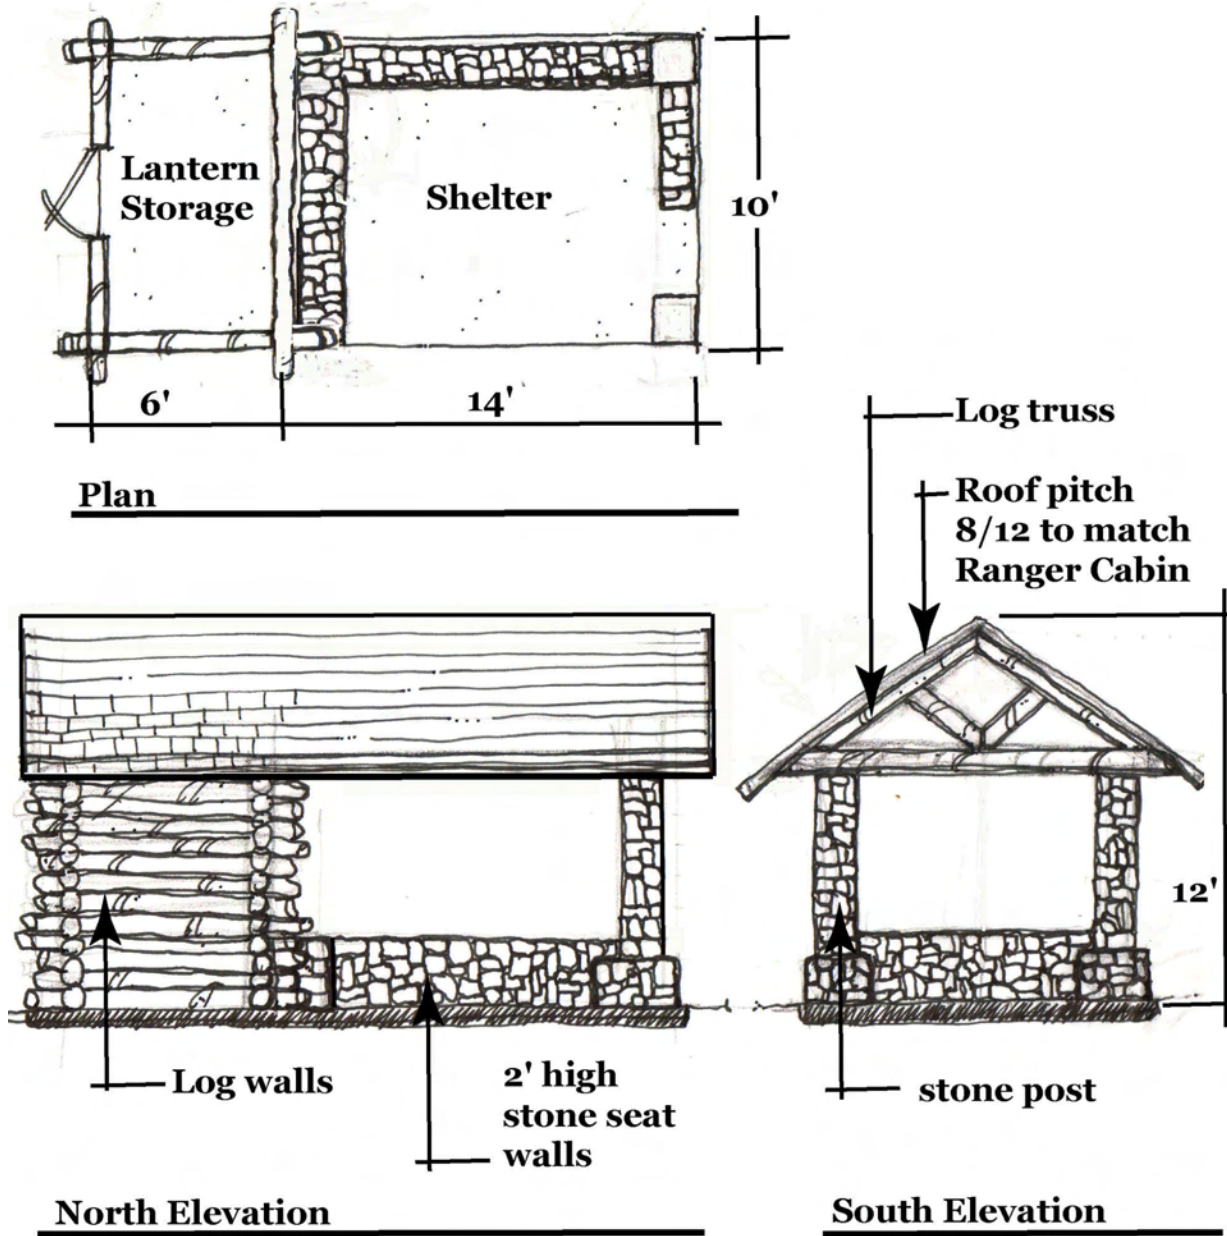 Lantern
Storage
Shelter
10'
6'
14'
Plan
Log truss
Roof pitch
8/12 to match
Ranger Cabin
12'
Log walls
2' high
stone seat
walls
stone post
North Elevation
South Elevation